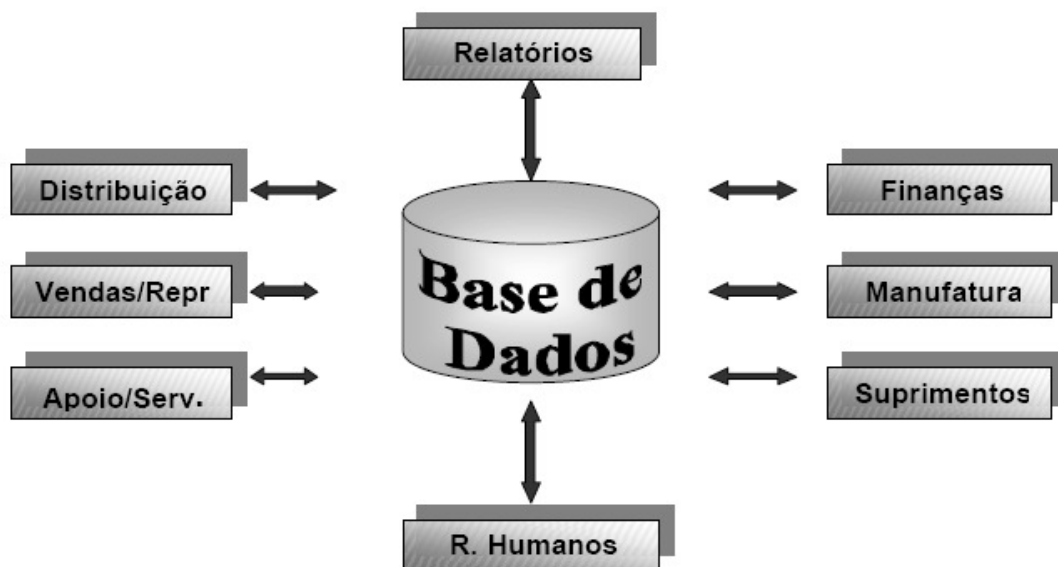 Relatórios
Distribuição
Finanças
Vendas/Repr
Manufatura
Apoio/Serv.
Suprimentos
Base de
Dados
R. Humanos